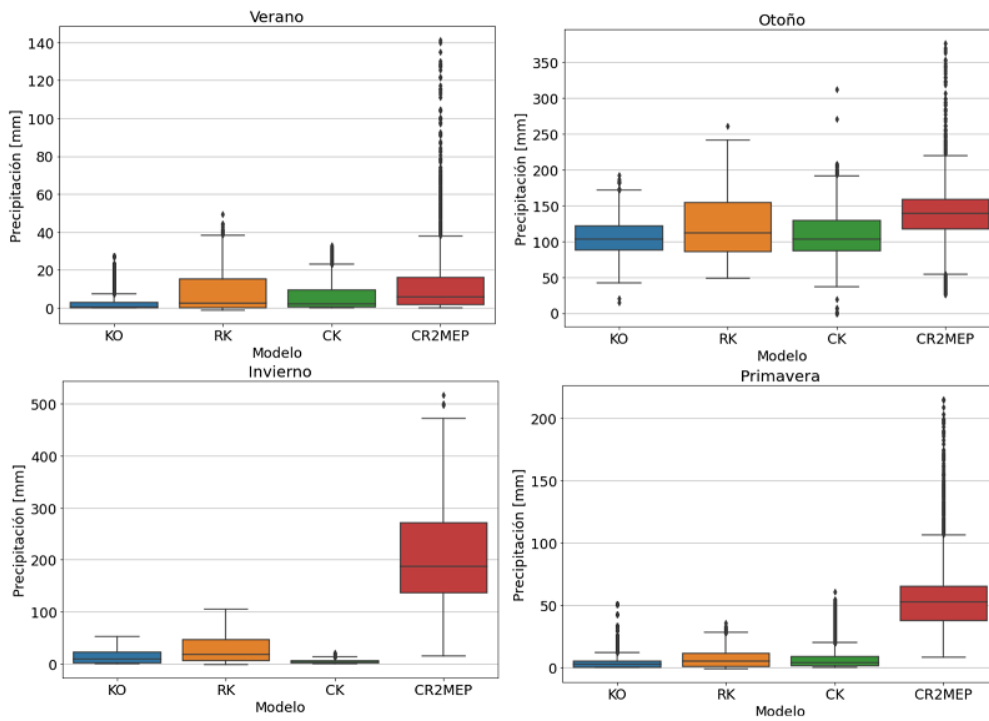 Verano
Precipitación [mm]
140
120
100
80
60
40
20
0
KO RK CK CR2MEP
Modelo
Otoño
Precipitación [mm]
350
300
250
200
150
100
50
0
KO RK CK CR2MEP
Modelo
Invierno
Precipitación [mm]
500
400
300
200
100
0
KO RK CK CR2MEP
Modelo
Primavera
Precipitación [mm]
200
150
100
50
0
KO RK CK CR2MEP
Modelo